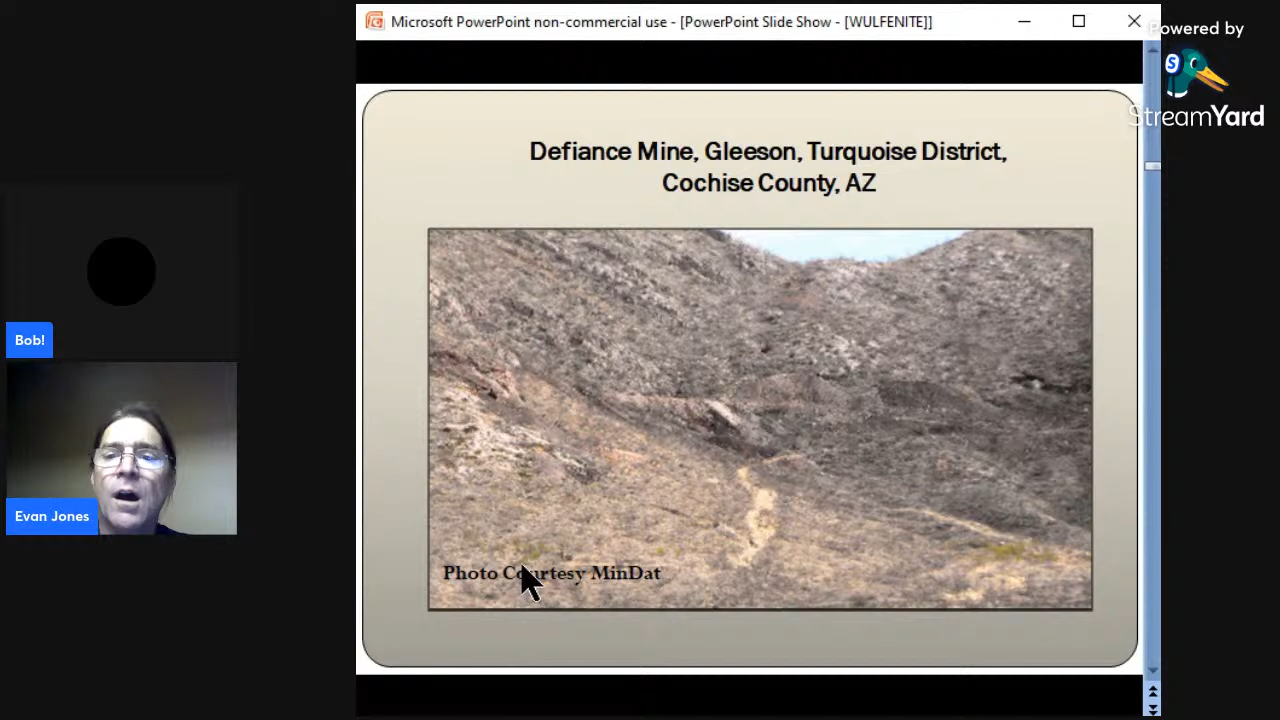 Microsoft PowerPoint non-commercial use - [PowerPoint Slide Show - [WULFENITE]]
Powered by
S
StreamYard
Defiance Mine, Gleeson, Turquoise District,
Cochise County, AZ
Bob!
Evan Jones
Photo Courtesy MinDat